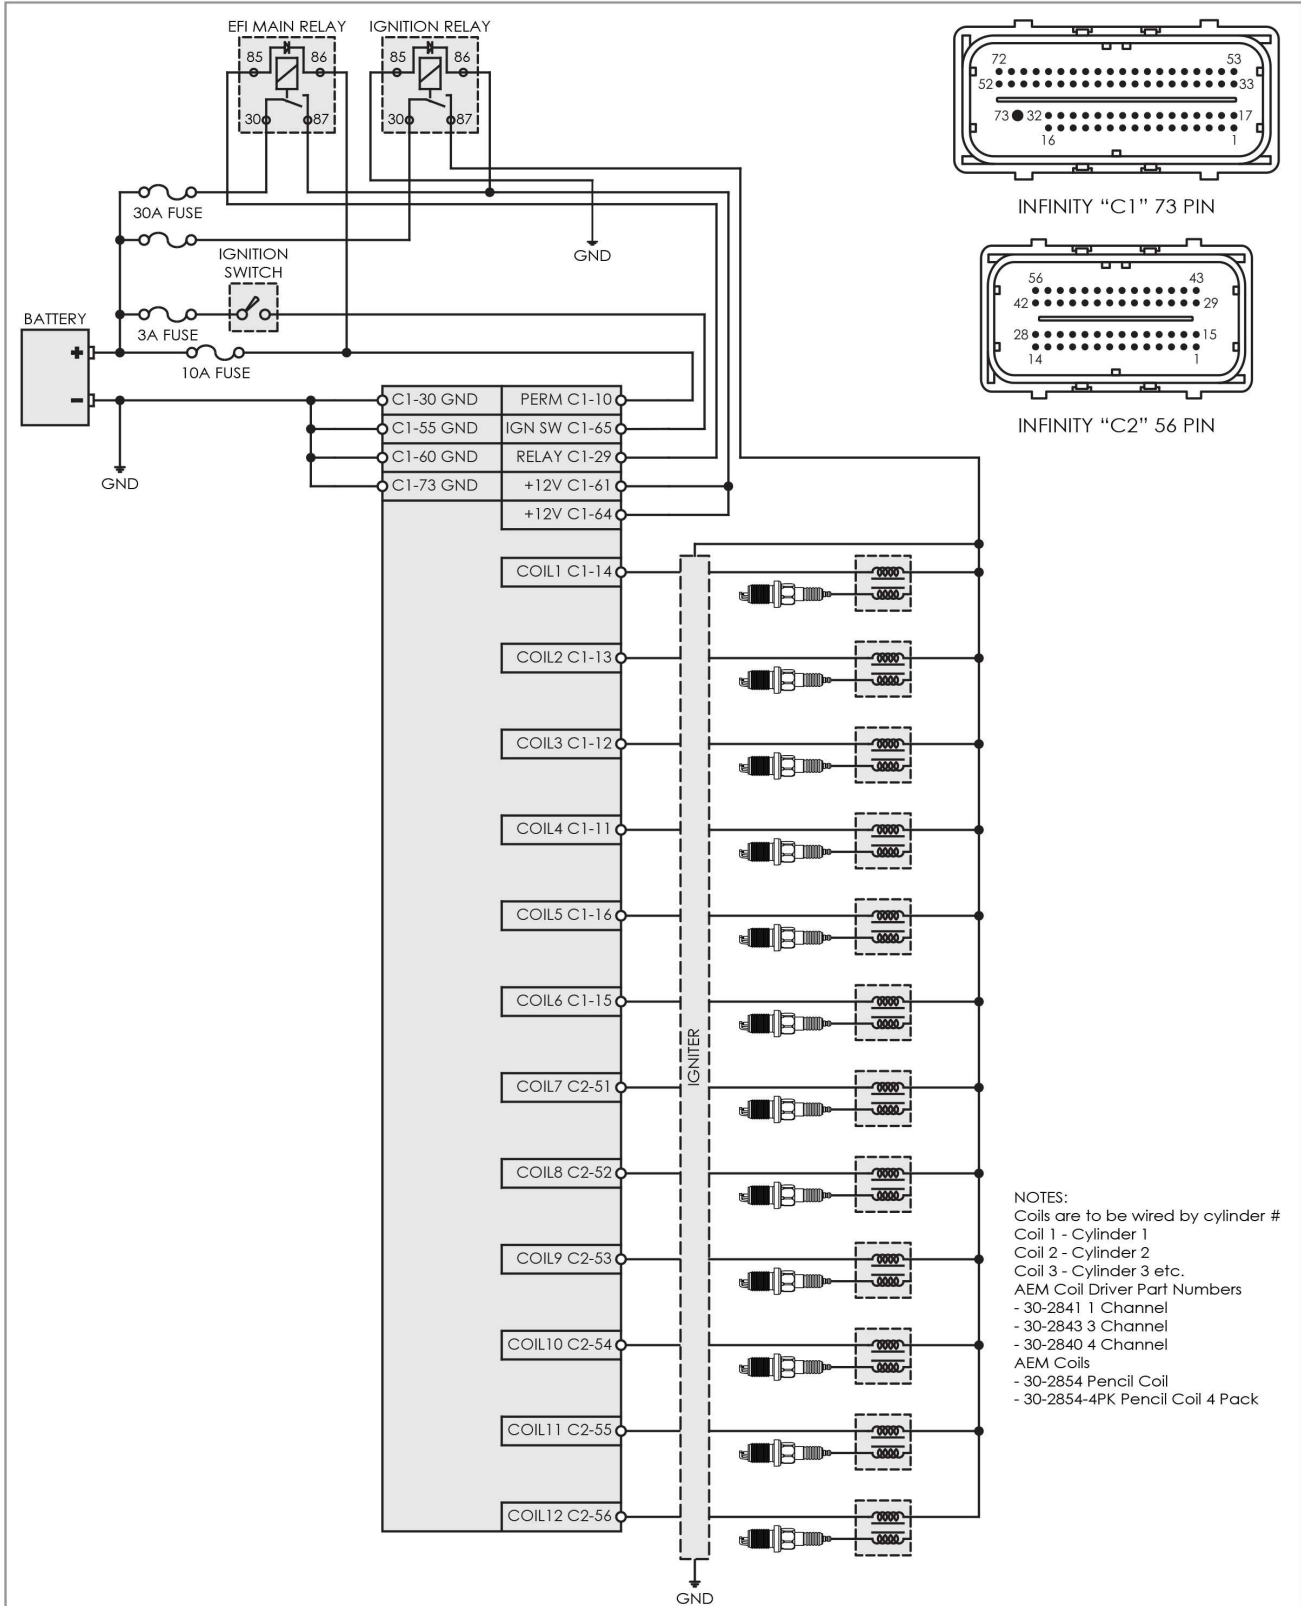 EFI MAIN RELAY
85
86
30
87
IGNITION RELAY
85
86
30
87
30A FUSE
GND
IGNITION
SWITCH
3A FUSE
10A FUSE
BATTERY
+
-
GND
72
53
52
33
73
32
17
16
1
INFINITY “C1” 73 PIN
56
43
42
29
28
15
14
1
INFINITY “C2” 56 PIN
C1-30 GND
C1-55 GND
C1-60 GND
C1-73 GND
PERM C1-10
IGN SW C1-65
RELAY C1-29
+12V C1-61
+12V C1-64
COIL1 C1-14
COIL2 C1-13
COIL3 C1-12
COIL4 C1-11
COIL5 C1-16
COIL6 C1-15
COIL7 C2-51
COIL8 C2-52
COIL9 C2-53
COIL10 C2-54
COIL11 C2-55
COIL12 C2-56
IGNITER
GND
NOTES:
Coils are to be wired by cylinder #
Coil 1 - Cylinder 1
Coil 2 - Cylinder 2
Coil 3 - Cylinder 3 etc.
AEM Coil Driver Part Numbers
- 30-2841 1 Channel
- 30-2843 3 Channel
- 30-2840 4 Channel
AEM Coils
- 30-2854 Pencil Coil
- 30-2854-4PK Pencil Coil 4 Pack